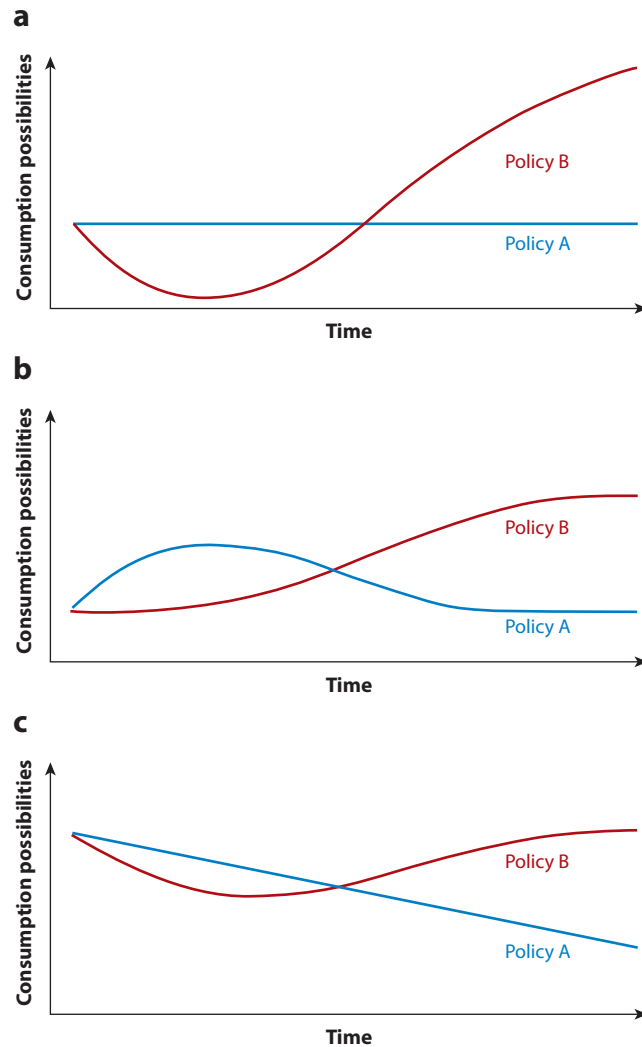 a
Consumption possibilities
Policy B
Policy A
Time
b
Consumption possibilities
Policy B
Policy A
Time
c
Consumption possibilities
Policy B
Policy A
Time